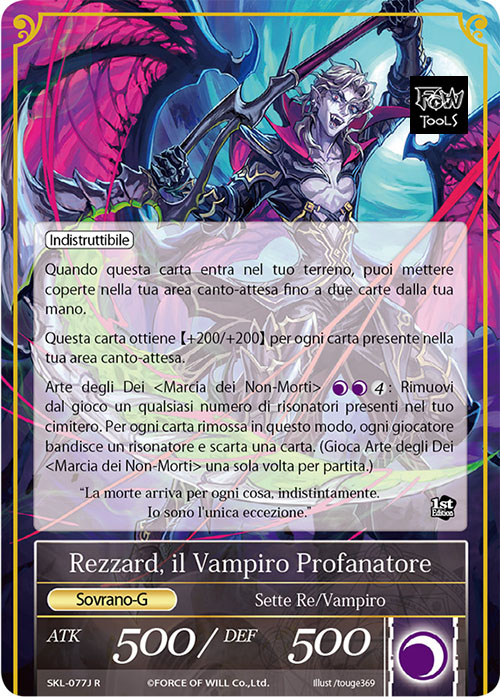 FOW
TOOLS
Indistruttibile
Quando questa carta entra nel tuo terreno, puoi mettere
coperte nella tua area canto-attesa fino a due carte dalla tua
mano.
Questa carta ottiene【+200/+200】per ogni carta presente nella
tua area canto-attesa.
Arte degli Dei <Marcia dei Non-Morti> 4: Rimuovi
dal gioco un qualsiasi numero di risonatori presenti nel tuo
cimitero. Per ogni carta rimossa in questo modo, ogni giocatore
bandisce un risonatore e scarta una carta. (Gioca Arte degli Dei
<Marcia dei Non-Morti> una sola volta per partita.)
"La morte arriva per ogni cosa, indistintamente.
Io sono l'unica eccezione."
1st
Edition
Rezzard, il Vampiro Profanatore
Sovrano-G Sette Re/Vampiro
ATK 500/ DEF 500
SKL-077J R ©FORCE OF WILL Co.,Ltd. Illust /touge369